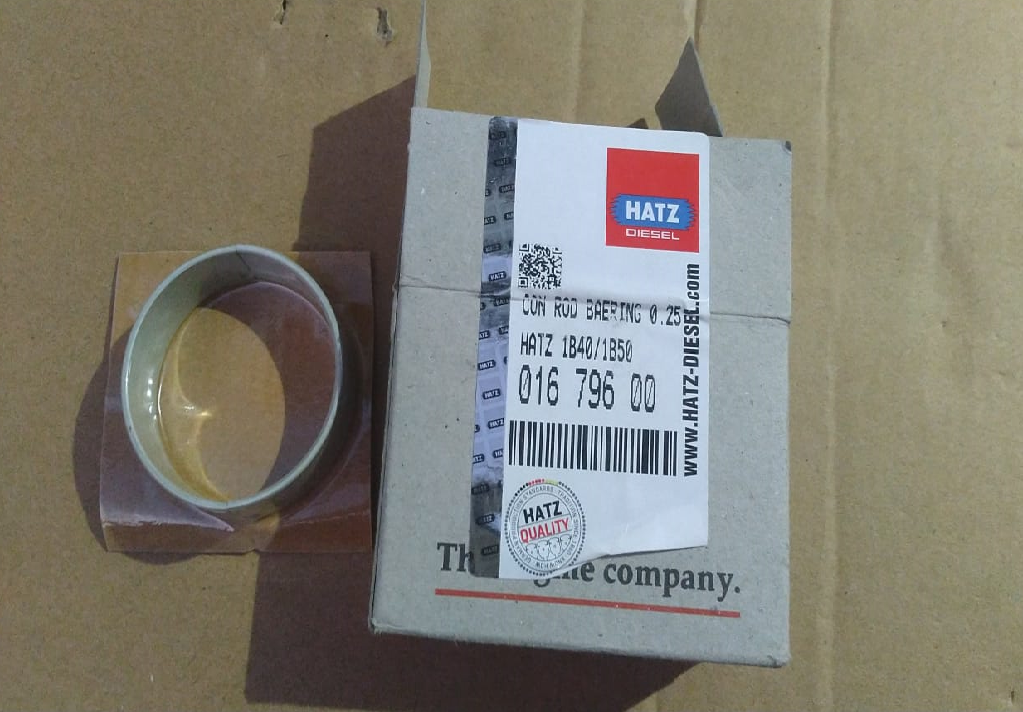 HATZ
DIESEL
CON ROD BAERING 0.25
HATZ 1B40/1B50
016 796 00
www.HATZ-DIESEL.com
HATZ
QUALITY
company.